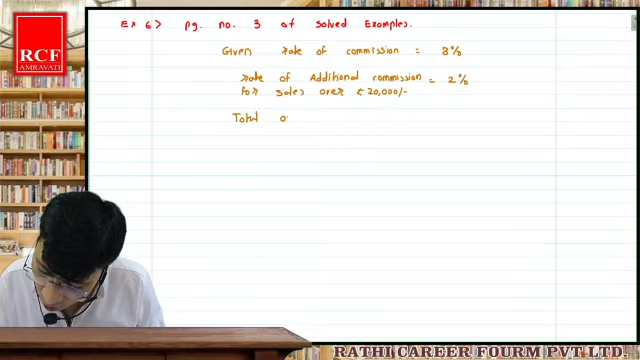 RCF
AMRAVATI
Ex 6> pg. no. 3 of Solved Examples.
Given rate of commission = 8%
rate of Additional commission = 2%
for sales over ₹20,000/-
Total o
RATHI CAREER FOURM PVT LTD